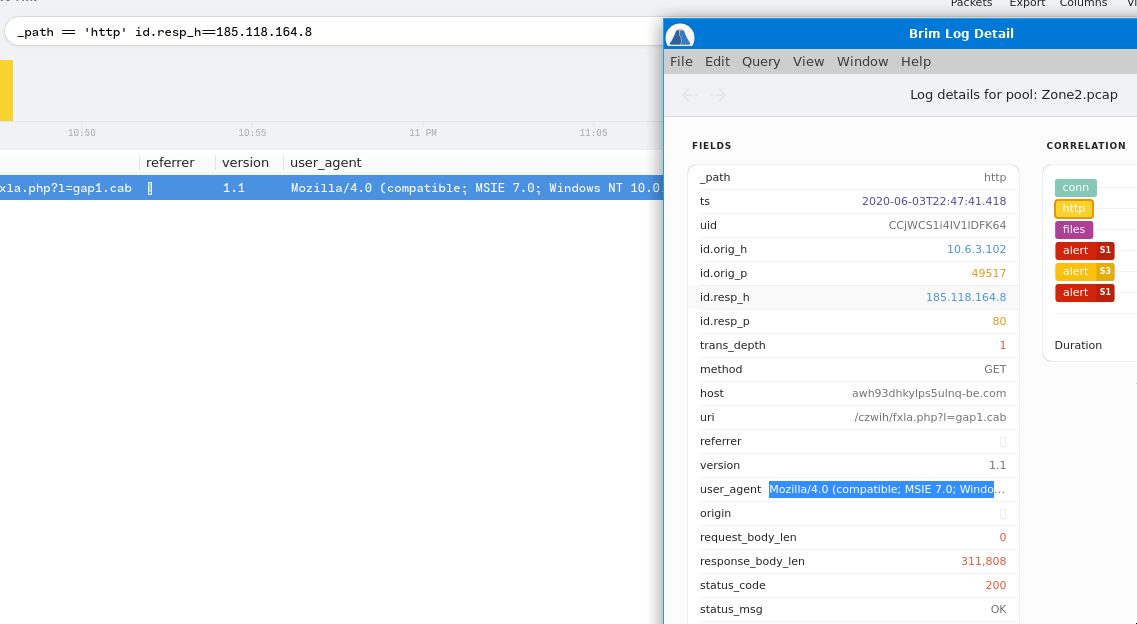 Packets Export Columns
_path == 'http' id.resp_h==185.118.164.8
10:50 10:55 11 PM 11:05
referrer version user_agent
xla.php?l=gap1.cab 1.1 Mozilla/4.0 (compatible; MSIE 7.0; Windows NT 10.0;
Brim Log Detail
File Edit Query View Window Help
Log details for pool: Zone2.pcap
FIELDS
_path http
ts 2020-06-03T22:47:41.418
uid CCjWCS1i4IV1IDFK64
id.orig_h 10.6.3.102
id.orig_p 49517
id.resp_h 185.118.164.8
id.resp_p 80
trans_depth 1
method GET
host awh93dhkylps5ulnq-be.com
uri /czwih/fxla.php?l=gap1.cab
referrer
version 1.1
user_agent Mozilla/4.0 (compatible; MSIE 7.0; Windo...
origin
request_body_len 0
response_body_len 311,808
status_code 200
status_msg OK
CORRELATION
conn
http
files
alert S1
alert S3
alert S1
Duration